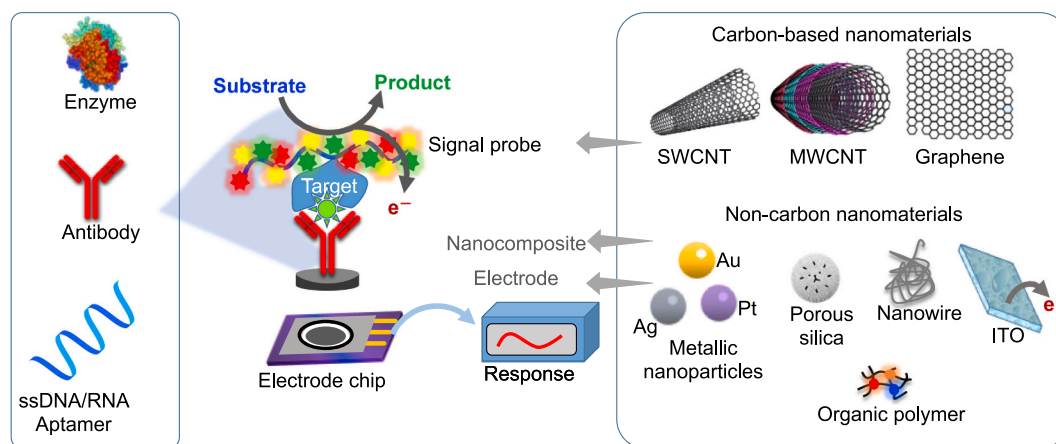 Enzyme
Antibody
ssDNA/RNA
Aptamer
Substrate
Product
Signal probe
Target
e⁻
Nanocomposite
Electrode
Electrode chip
Response
Carbon-based nanomaterials
SWCNT
MWCNT
Graphene
Non-carbon nanomaterials
Au
Ag
Pt
Metallic
nanoparticles
Porous
silica
Nanowire
e
ITO
Organic polymer